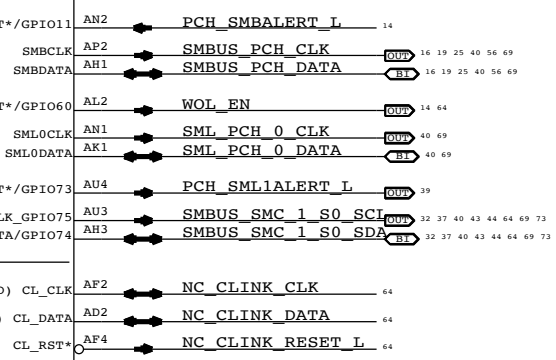 T*/GPIO11 AN2 PCH_SMBALERT_L 14
SMBCLK AP2 SMBUS_PCH_CLK OUT 16 19 25 40 56 69
SMBDATA AH1 SMBUS_PCH_DATA BI 16 19 25 40 56 69
T*/GPIO60 AL2 WOL_EN OUT 14 64
SML0CLK AN1 SML_PCH_0_CLK OUT 40 69
SML0DATA AK1 SML_PCH_0_DATA BI 40 69
T*/GPIO73 AU4 PCH_SML1ALERT_L OUT 39
LK_GPIO75 AU3 SMBUS_SMC_1_S0_SCL OUT 32 37 40 43 44 64 69 73
TA/GPIO74 AH3 SMBUS_SMC_1_S0_SDA BI 32 37 40 43 44 64 69 73
D) CL_CLK AF2 NC_CLINK_CLK 64
) CL_DATA AD2 NC_CLINK_DATA 64
CL_RST* AF4 NC_CLINK_RESET_L 64